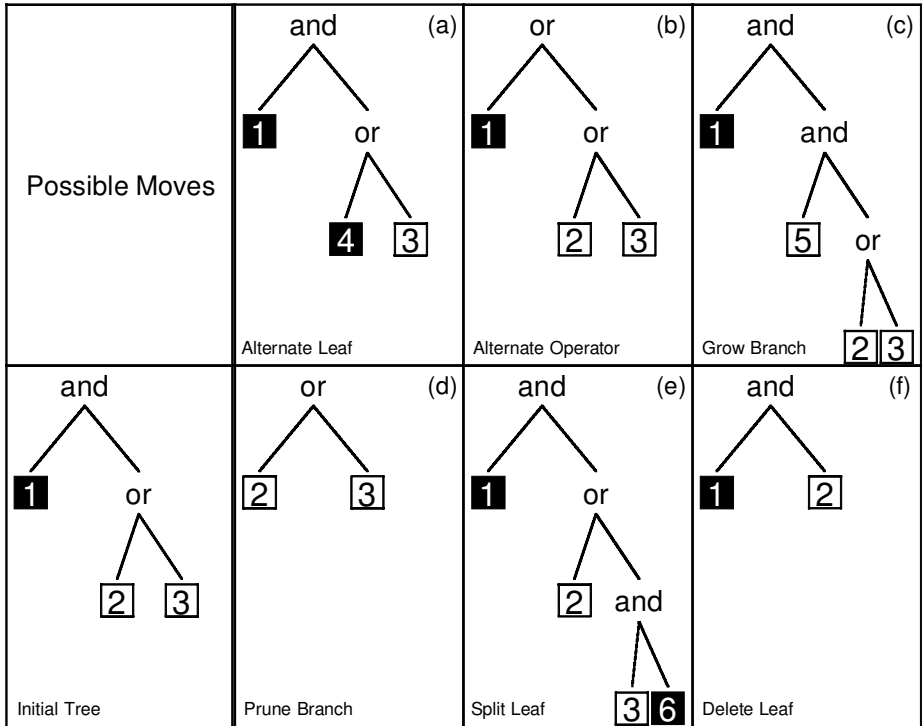 Possible Moves
and (a)
1 or
4 3
Alternate Leaf
or (b)
1 or
2 3
Alternate Operator
and (c)
1 and
5 or
2 3
Grow Branch
and
1 or
2 3
Initial Tree
or (d)
2 3
Prune Branch
and (e)
1 or
2 and
3 6
Split Leaf
and (f)
1 2
Delete Leaf